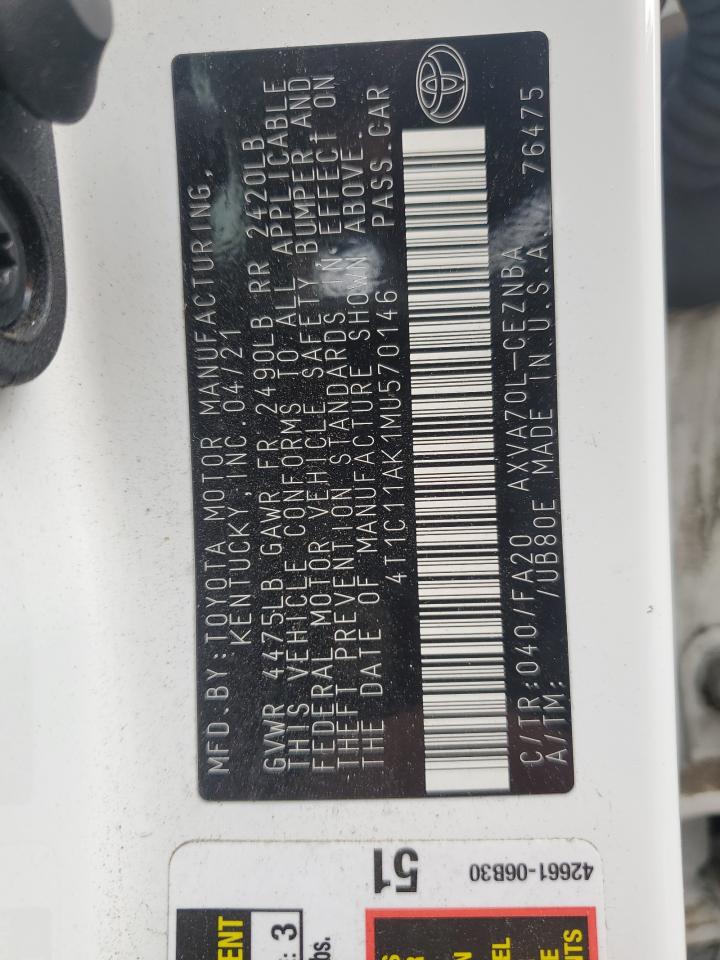 MFD.BY:TOYOTA MOTOR MANUFACTURING,
KENTUCKY,INC.04/21
GVWR 4475LB GAWR FR 2490LB RR 2420LB
THIS VEHICLE CONFORMS TO ALL APPLICABLE
FEDERAL MOTOR VEHICLE SAFETY BUMPER,AND
THEFT PREVENTION STANDARDS IN EFFECT ON
THE DATE OF MANUFACTURE SHOWN ABOVE.
4T1C11AK1MU570146 PASS.CAR
C/TR:040/FA20 AXVA70L-CEZNBA
A/TM: /UB80E MADE IN U.S.A. 76475
51
42661-06B30
ENT
: 3
bs.
S
R
N
EL
E
NTS